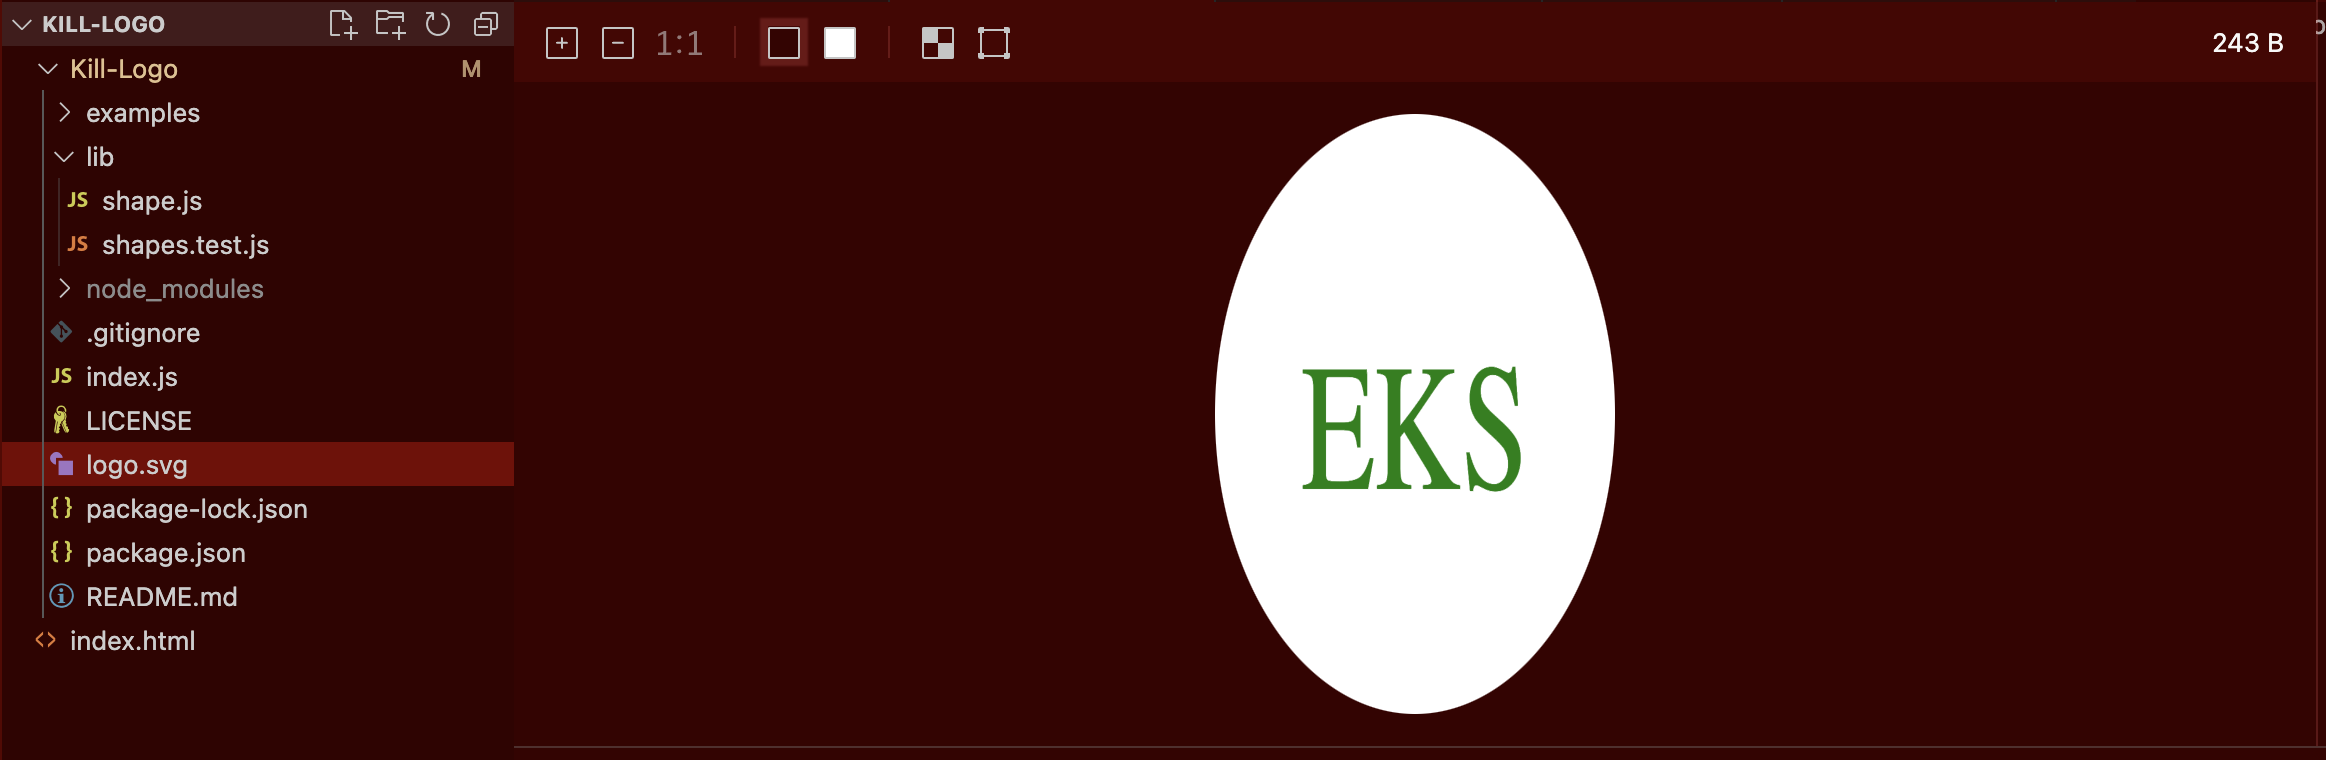 KILL-LOGO
Kill-Logo M
examples
lib
JS shape.js
JS shapes.test.js
node_modules
.gitignore
JS index.js
LICENSE
logo.svg
{} package-lock.json
{} package.json
README.md
<> index.html
1:1
243 B
EKS